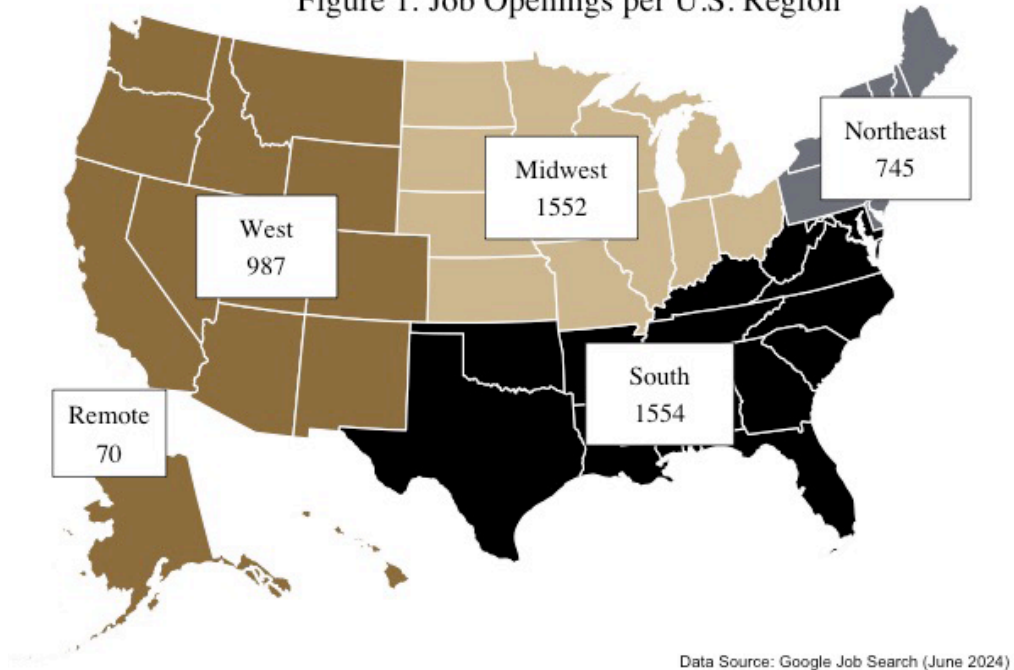 Figure 1. Job Openings per U.S. Region
Northeast
745
Midwest
1552
West
987
South
1554
Remote
70
Data Source: Google Job Search (June 2024)